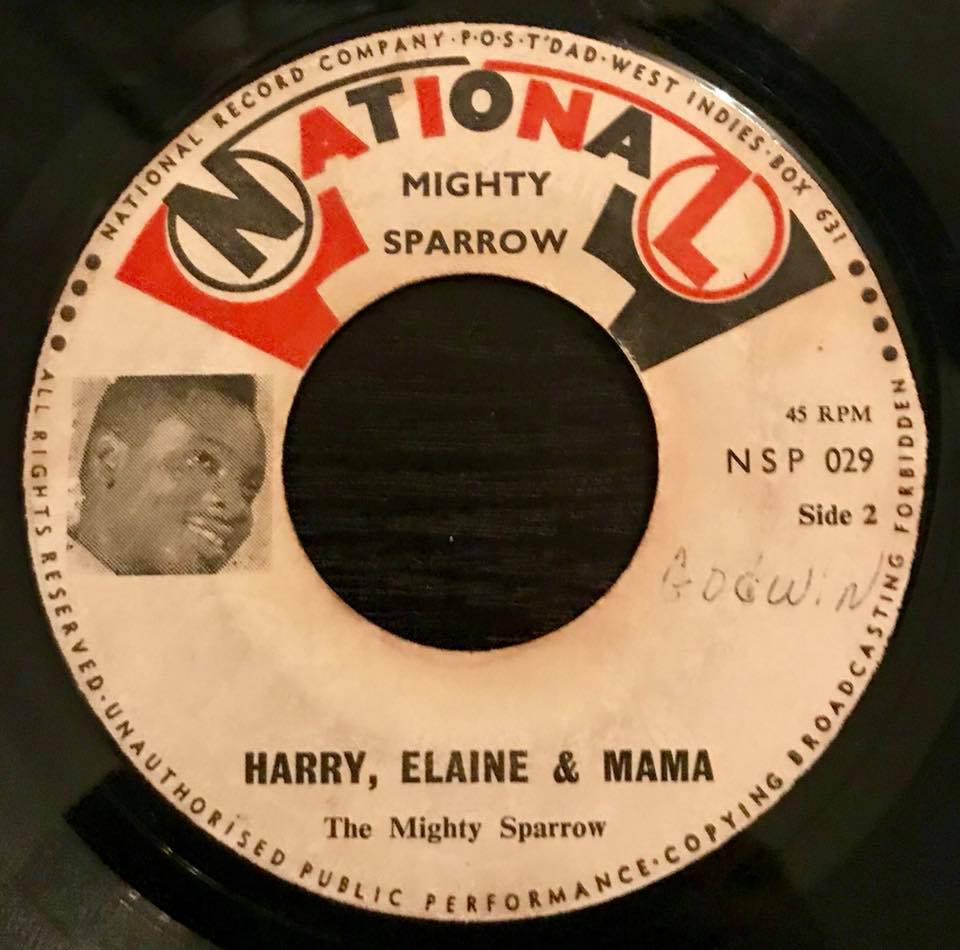 NATIONAL RECORD COMPANY·P·O·S·T'DAD·WEST INDIES·BOX 631
NATIONAL
MIGHTY
SPARROW
45 RPM
NSP 029
Side 2
GODWIN
HARRY, ELAINE & MAMA
The Mighty Sparrow
ALL RIGHTS RESERVED·UNAUTHORISED PUBLIC PERFORMANCE·COPYING BROADCASTING FORBIDDEN